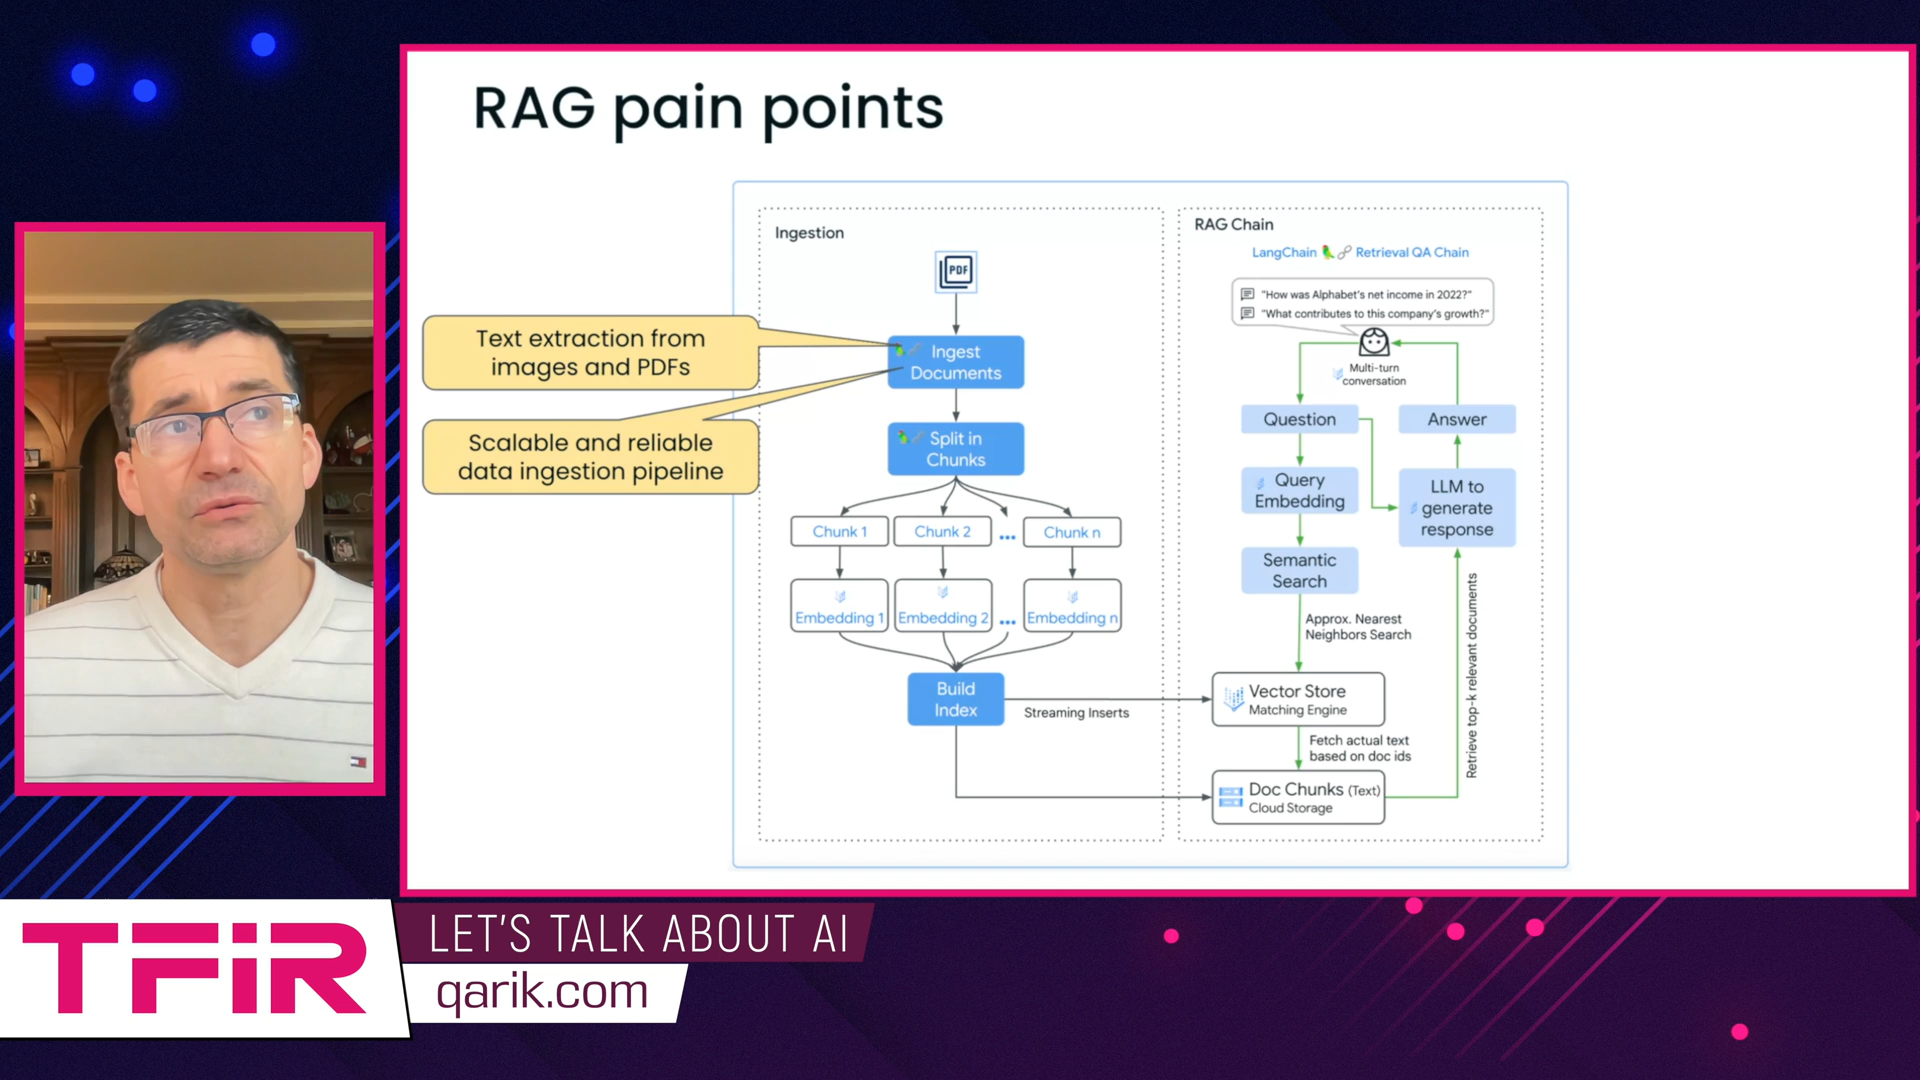 RAG pain points
Ingestion
PDF
Text extraction from
images and PDFs
Scalable and reliable
data ingestion pipeline
Ingest
Documents
Split in
Chunks
Chunk 1
Chunk 2
...
Chunk n
Embedding 1
Embedding 2
...
Embedding n
Build
Index
Streaming Inserts
RAG Chain
LangChain Retrieval QA Chain
"How was Alphabet's net income in 2022?"
"What contributes to this company's growth?"
Multi-turn
conversation
Question
Answer
Query
Embedding
LLM to
generate
response
Semantic
Search
Approx. Nearest
Neighbors Search
Vector Store
Matching Engine
Fetch actual text
based on doc ids
Doc Chunks (Text)
Cloud Storage
Retrieve top-k relevant documents
TFiR
LET'S TALK ABOUT AI
qarik.com